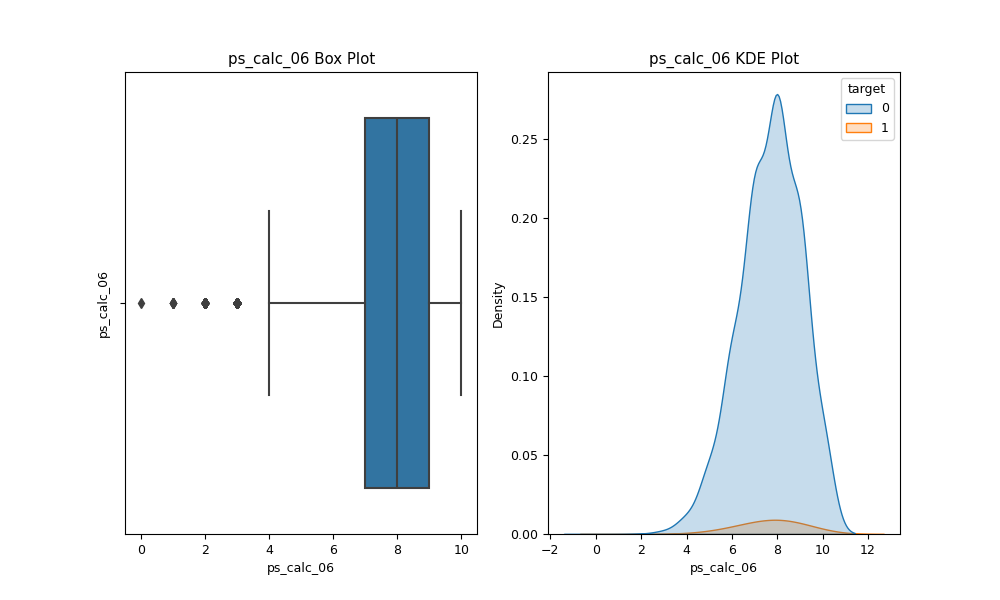 ps_calc_06 Box Plot
ps_calc_06
0 2 4 6 8 10
ps_calc_06
ps_calc_06 KDE Plot
target
0
1
Density
0.25
0.20
0.15
0.10
0.05
0.00
−2 0 2 4 6 8 10 12
ps_calc_06